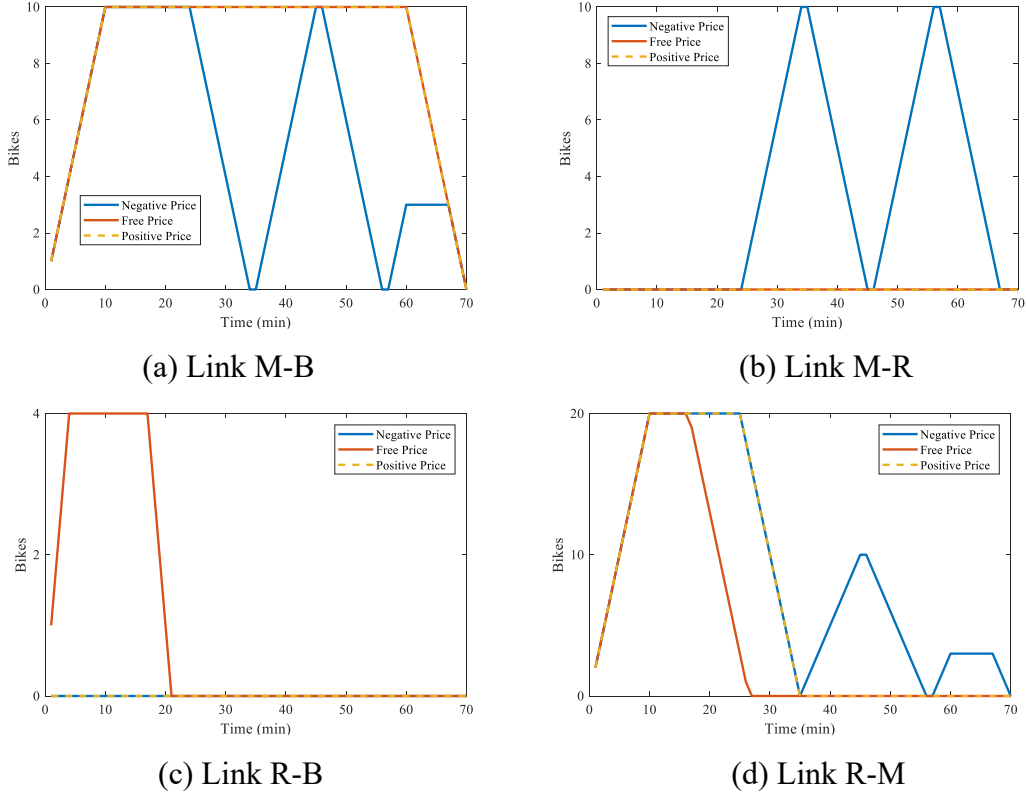 10
8
6
4
2
0
Bikes
Negative Price
Free Price
Positive Price
0 10 20 30 40 50 60 70
Time (min)
(a) Link M-B
10
8
6
4
2
0
Bikes
Negative Price
Free Price
Positive Price
0 10 20 30 40 50 60 70
Time (min)
(b) Link M-R
4
2
0
Bikes
Negative Price
Free Price
Positive Price
0 10 20 30 40 50 60 70
Time (min)
(c) Link R-B
20
10
0
Bikes
Negative Price
Free Price
Positive Price
0 10 20 30 40 50 60 70
Time (min)
(d) Link R-M